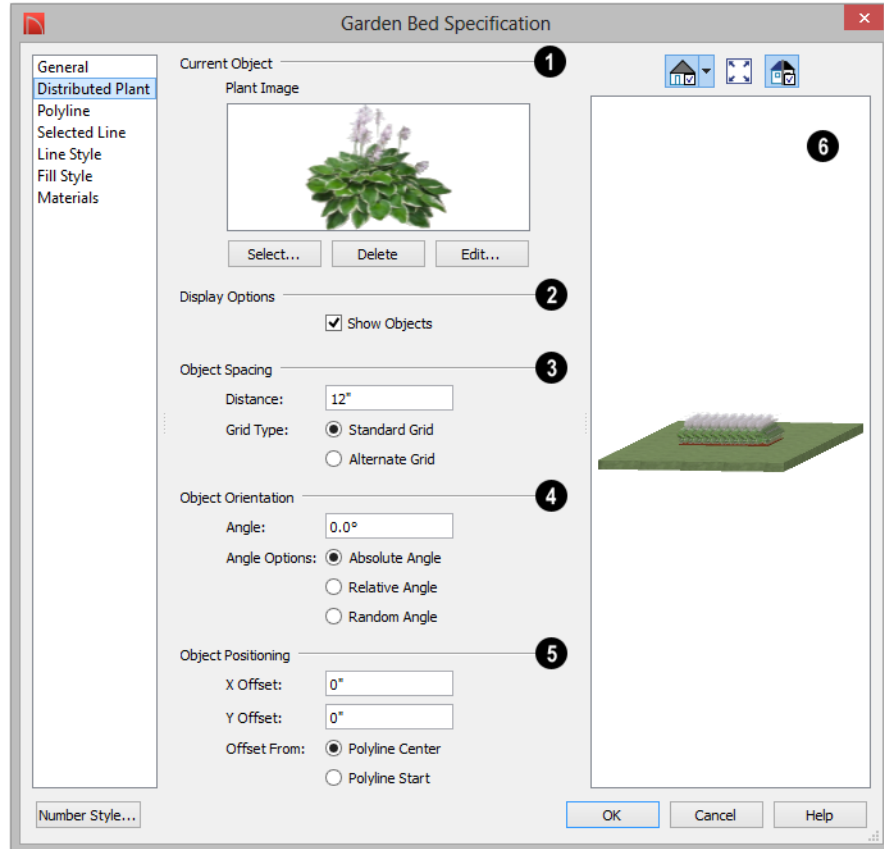 Garden Bed Specification
General
Distributed Plant
Polyline
Selected Line
Line Style
Fill Style
Materials
Current Object 1
Plant Image
Select... Delete Edit...
Display Options 2
Show Objects
Object Spacing 3
Distance: 12"
Grid Type: Standard Grid
Alternate Grid
Object Orientation 4
Angle: 0.0°
Angle Options: Absolute Angle
Relative Angle
Random Angle
Object Positioning 5
X Offset: 0"
Y Offset: 0"
Offset From: Polyline Center
Polyline Start
6
Number Style... OK Cancel Help